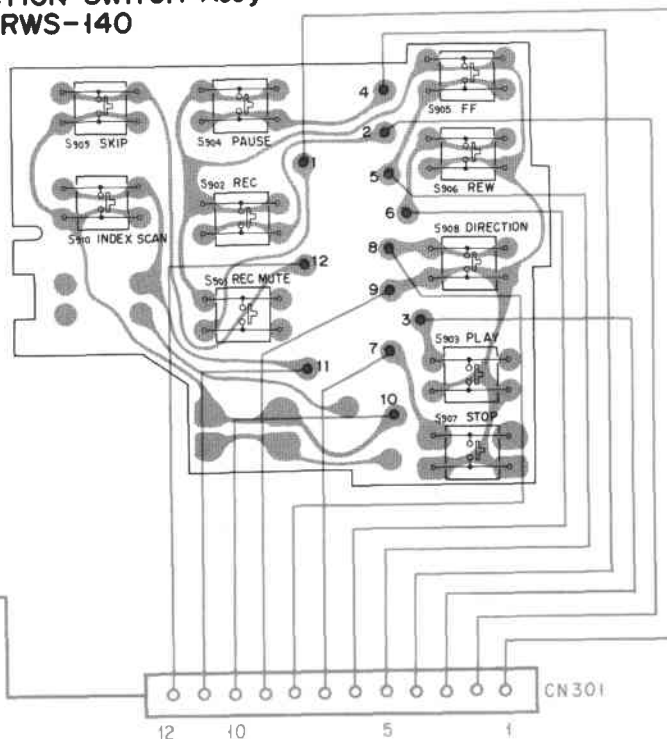 RWS-140
4
S905 FF
S909 SKIP
S904 PAUSE
2
1
S902 REC
5
S906 REW
6
S910 INDEX SCAN
S908 DIRECTION
8
12
S901 REC MUTE
9
3
S903 PLAY
7
11
10
S907 STOP
CN301
12 10 5 1